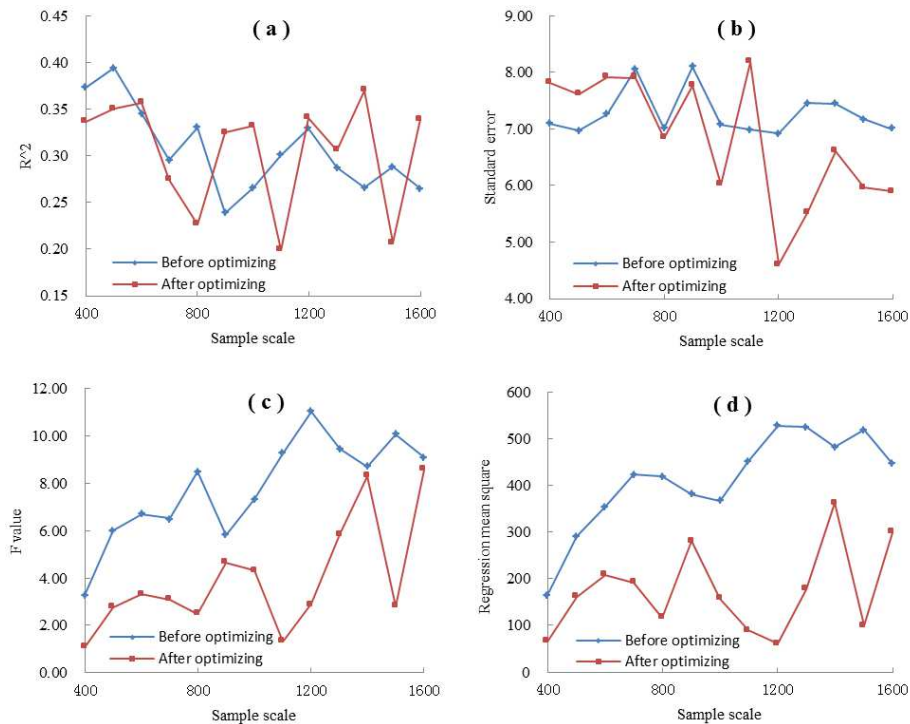 ( a )
0.45
0.40
0.35
0.30
0.25
0.20
0.15
R^2
Before optimizing
After optimizing
400
800
1200
1600
Sample scale
( b )
9.00
8.00
7.00
6.00
5.00
4.00
Standard error
Before optimizing
After optimizing
400
800
1200
1600
Sample scale
( c )
12.00
10.00
8.00
6.00
4.00
2.00
0.00
F value
Before optimizing
After optimizing
400
800
1200
1600
Sample scale
( d )
600
500
400
300
200
100
0
Regression mean square
Before optimizing
After optimizing
400
800
1200
1600
Sample scale